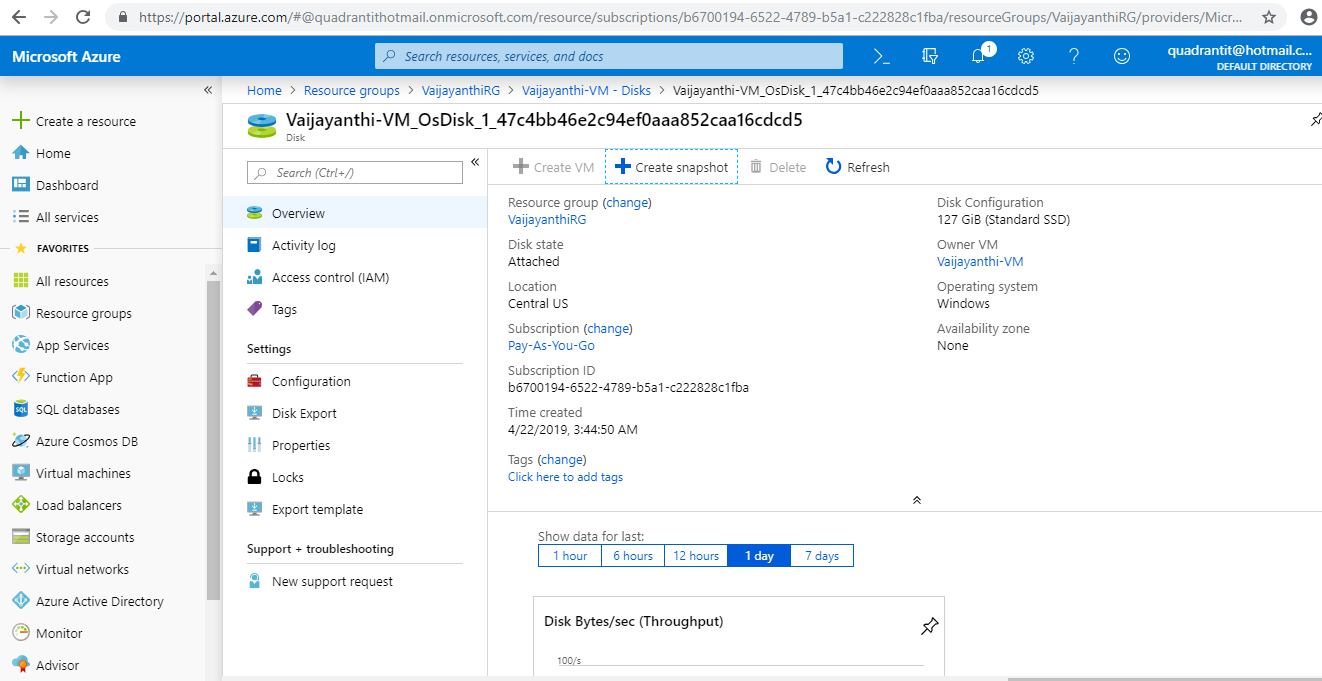 https://portal.azure.com/#@quadrantithotmail.onmicrosoft.com/resource/subscriptions/b6700194-6522-4789-b5a1-c222828c1fba/resourceGroups/VaijayanthiRG/providers/Micr...
Microsoft Azure
Search resources, services, and docs
1
quadrantit@hotmail.c...
DEFAULT DIRECTORY
Create a resource
Home
Dashboard
All services
FAVORITES
All resources
Resource groups
App Services
Function App
SQL databases
Azure Cosmos DB
Virtual machines
Load balancers
Storage accounts
Virtual networks
Azure Active Directory
Monitor
Advisor
Home > Resource groups > VaijayanthiRG > Vaijayanthi-VM - Disks > Vaijayanthi-VM_OsDisk_1_47c4bb46e2c94ef0aaa852caa16cdcd5
Vaijayanthi-VM_OsDisk_1_47c4bb46e2c94ef0aaa852caa16cdcd5
Disk
Search (Ctrl+/)
Overview
Activity log
Access control (IAM)
Tags
Settings
Configuration
Disk Export
Properties
Locks
Export template
Support + troubleshooting
New support request
Create VM
Create snapshot
Delete
Refresh
Resource group (change)
VaijayanthiRG
Disk state
Attached
Location
Central US
Subscription (change)
Pay-As-You-Go
Subscription ID
b6700194-6522-4789-b5a1-c222828c1fba
Time created
4/22/2019, 3:44:50 AM
Tags (change)
Click here to add tags
Disk Configuration
127 GiB (Standard SSD)
Owner VM
Vaijayanthi-VM
Operating system
Windows
Availability zone
None
Show data for last:
1 hour
6 hours
12 hours
1 day
7 days
Disk Bytes/sec (Throughput)
100/s